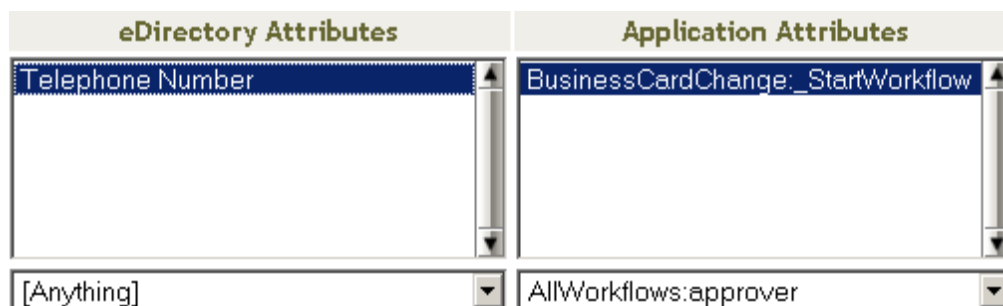 eDirectory Attributes
Application Attributes
Telephone Number
BusinessCardChange:_StartWorkflow
[Anything]
AllWorkflows:approver